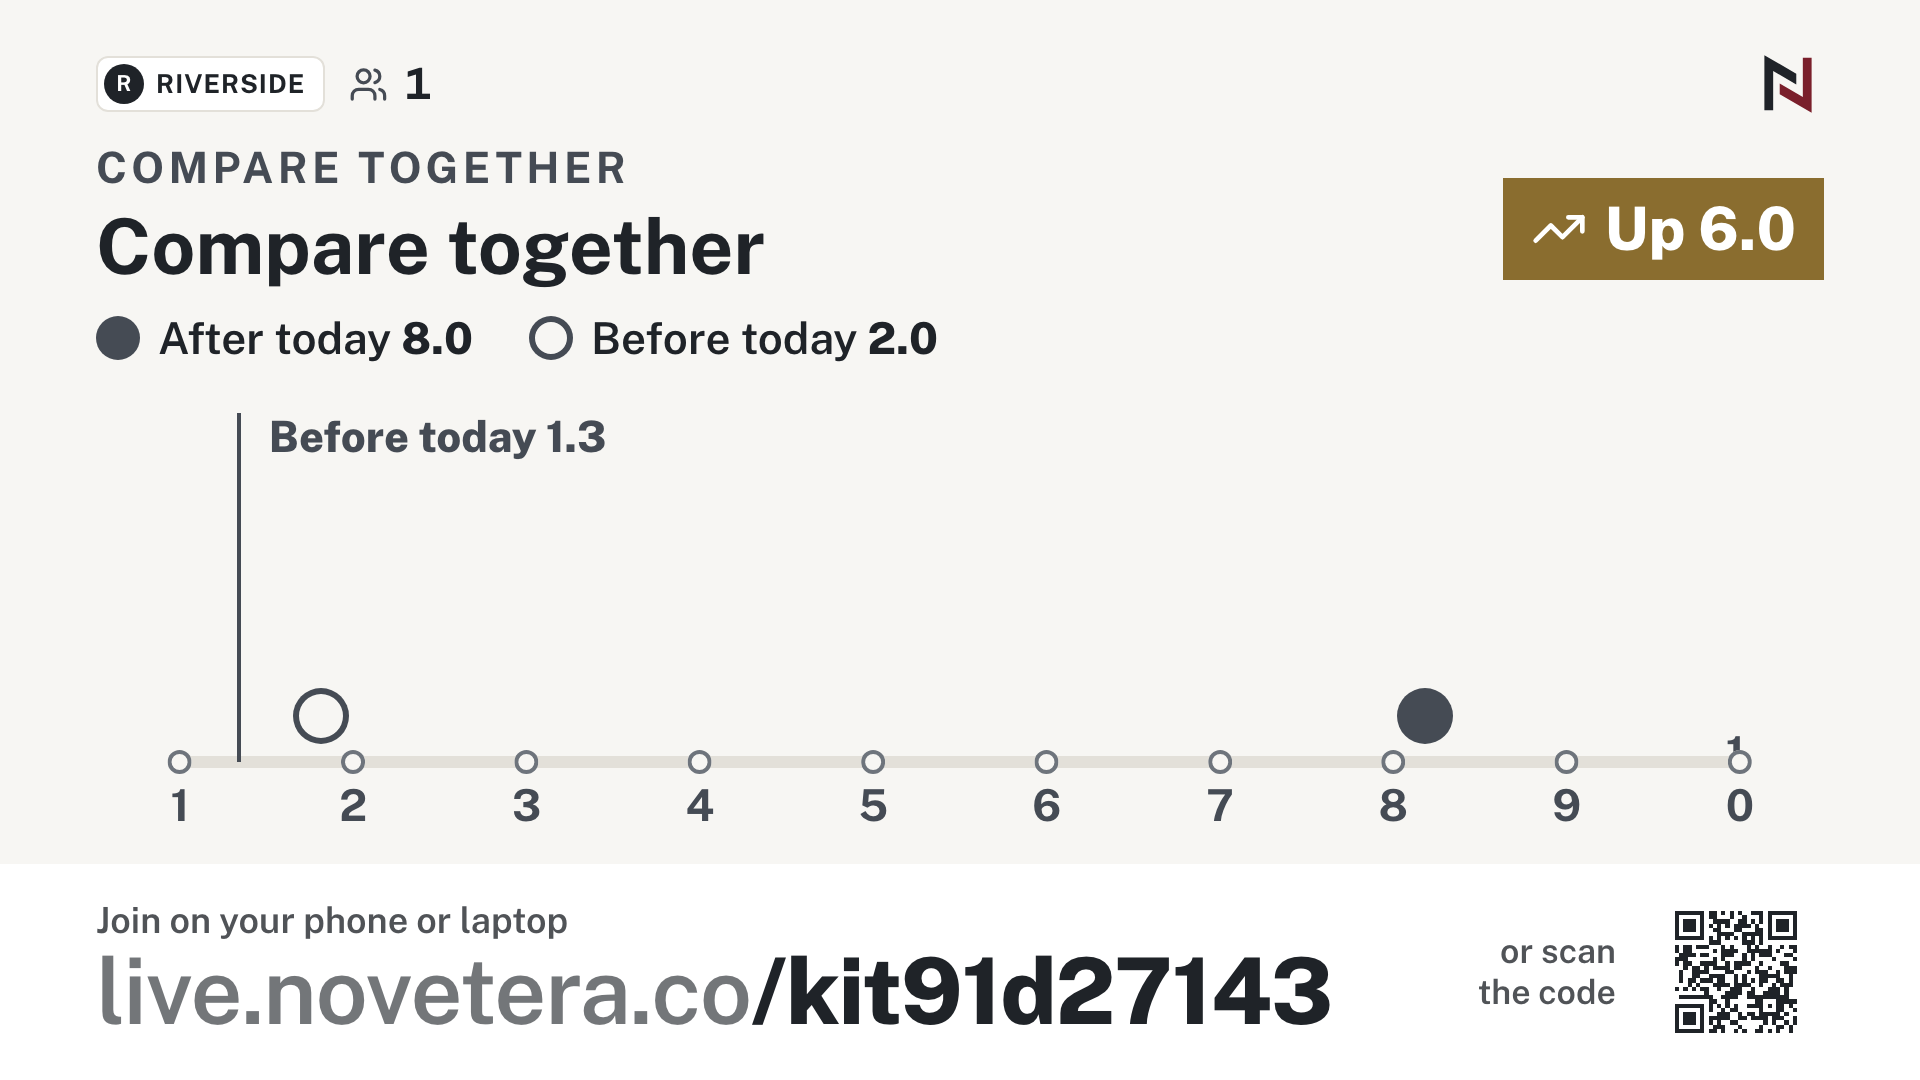 R RIVERSIDE 1
COMPARE TOGETHER
Compare together
Up 6.0
After today 8.0 Before today 2.0
Before today 1.3
1 2 3 4 5 6 7 8 9 10
Join on your phone or laptop
live.novetera.co/kit91d27143
or scan
the code